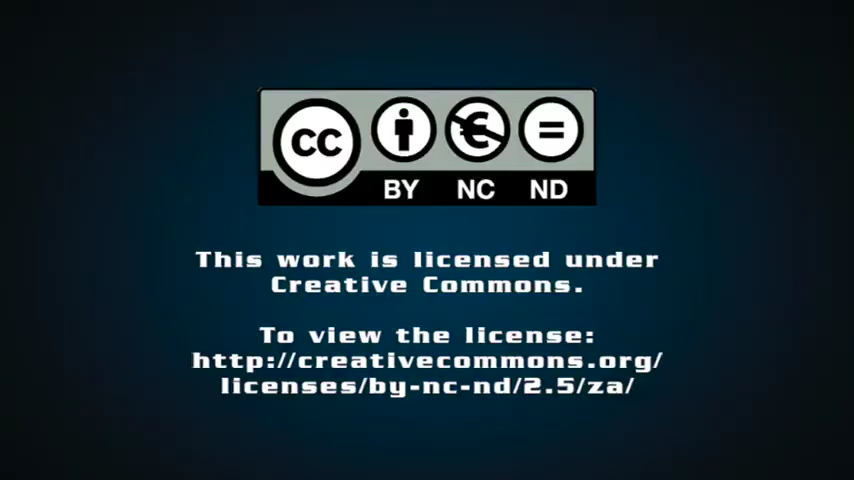 CC
BY NC ND
This work is licensed under
Creative Commons.
To view the license:
http://creativecommons.org/
licenses/by-nc-nd/2.5/za/